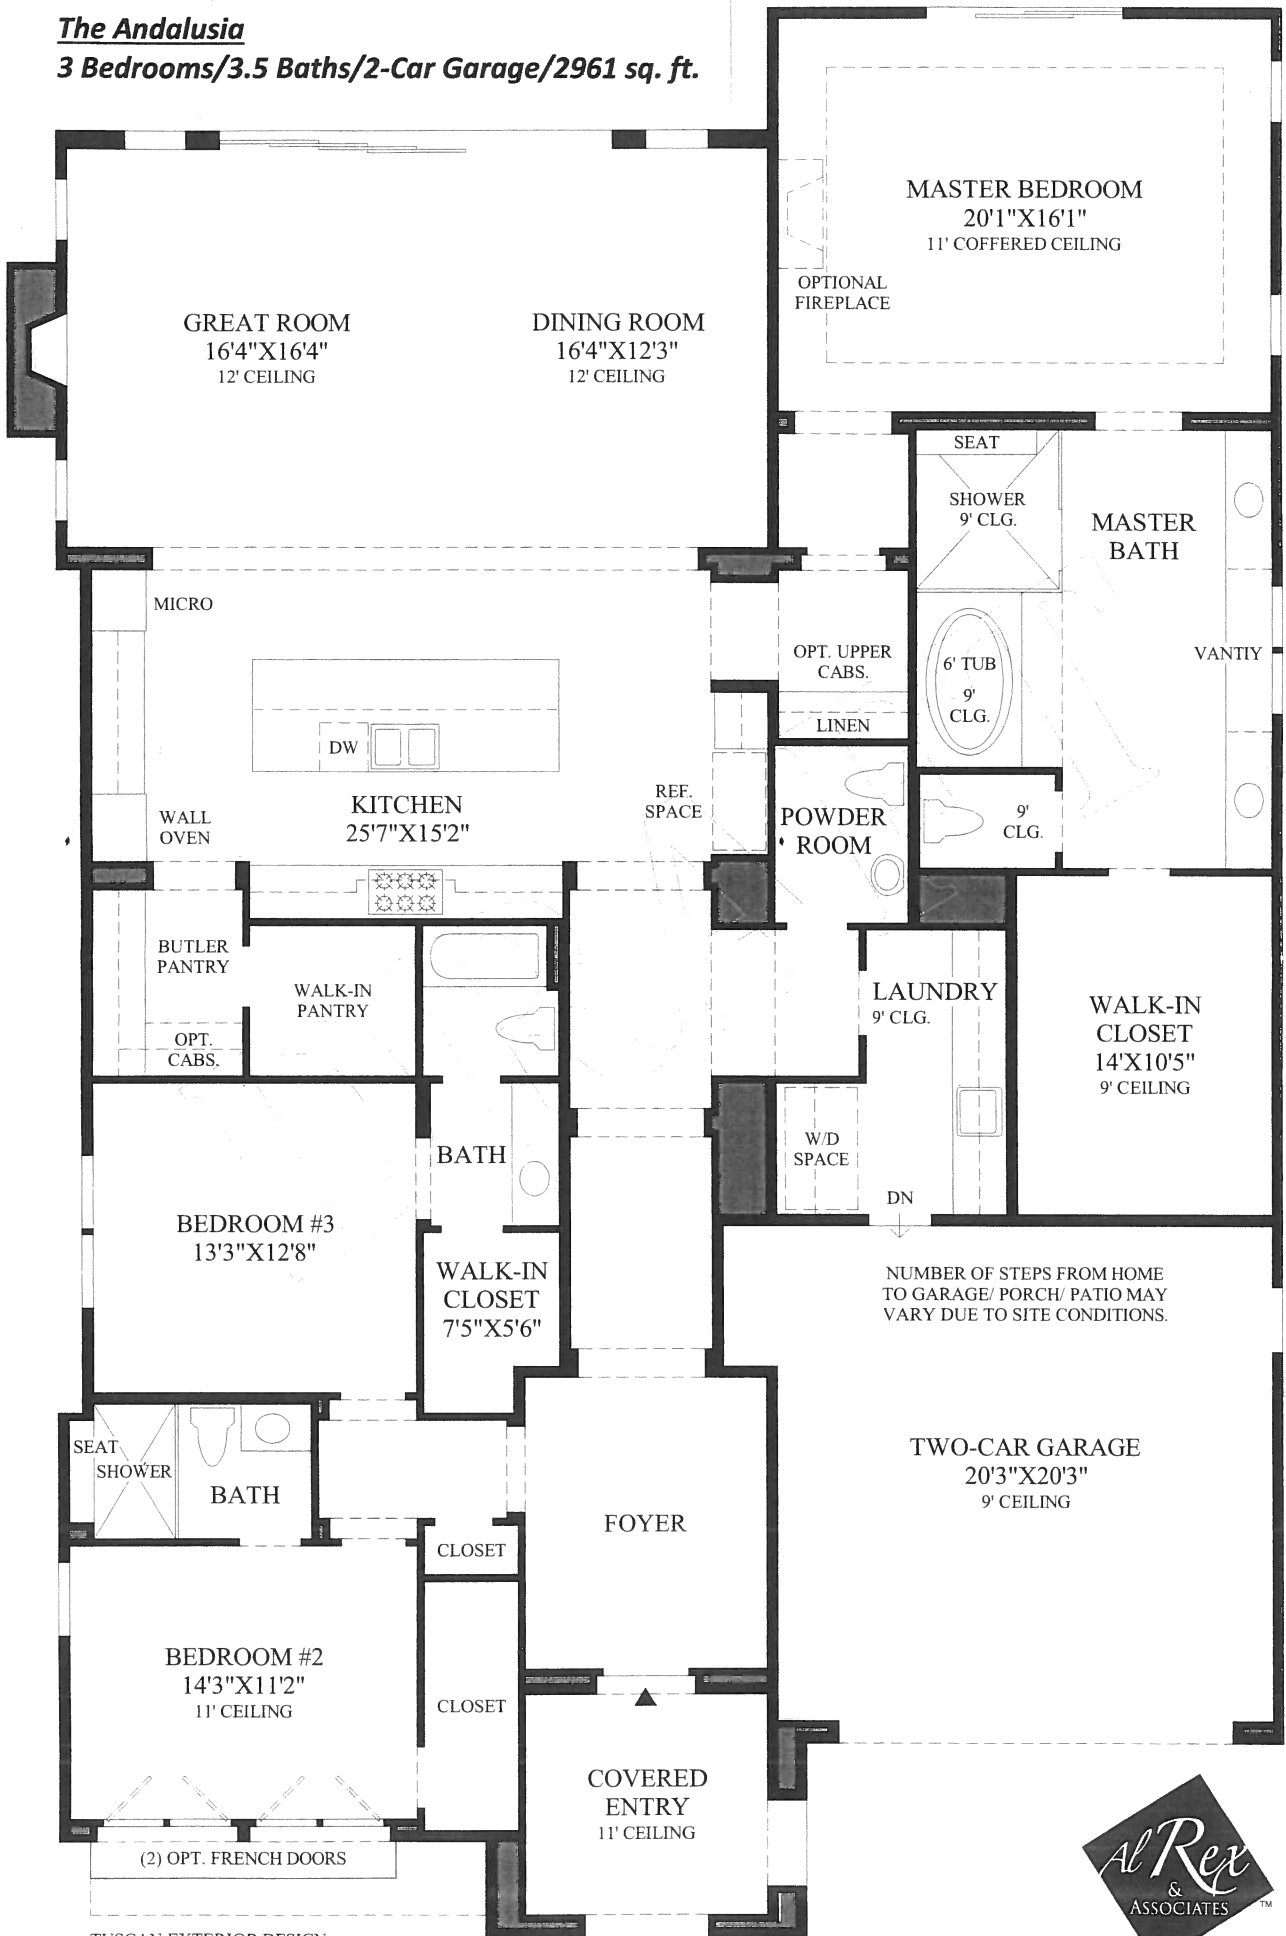 The Andalusia
3 Bedrooms/3.5 Baths/2-Car Garage/2961 sq. ft.
MASTER BEDROOM
20'1"X16'1"
11' COFFERED CEILING
OPTIONAL
FIREPLACE
GREAT ROOM
16'4"X16'4"
12' CEILING
DINING ROOM
16'4"X12'3"
12' CEILING
SEAT
SHOWER
9' CLG.
MASTER
BATH
MICRO
OPT. UPPER
CABS.
LINEN
6' TUB
9'
CLG.
VANTIY
DW
KITCHEN
25'7"X15'2"
WALL
OVEN
REF.
SPACE
POWDER
ROOM
9'
CLG.
BUTLER
PANTRY
OPT.
CABS.
WALK-IN
PANTRY
LAUNDRY
9' CLG.
WALK-IN
CLOSET
14'X10'5"
9' CEILING
W/D
SPACE
DN
BATH
BEDROOM #3
13'3"X12'8"
WALK-IN
CLOSET
7'5"X5'6"
NUMBER OF STEPS FROM HOME
TO GARAGE/ PORCH/ PATIO MAY
VARY DUE TO SITE CONDITIONS.
SEAT
SHOWER
BATH
TWO-CAR GARAGE
20'3"X20'3"
9' CEILING
FOYER
CLOSET
BEDROOM #2
14'3"X11'2"
11' CEILING
CLOSET
COVERED
ENTRY
11' CEILING
(2) OPT. FRENCH DOORS
Al Rex
&
ASSOCIATES
TM
TUSCAN EXTERIOR DESIGN